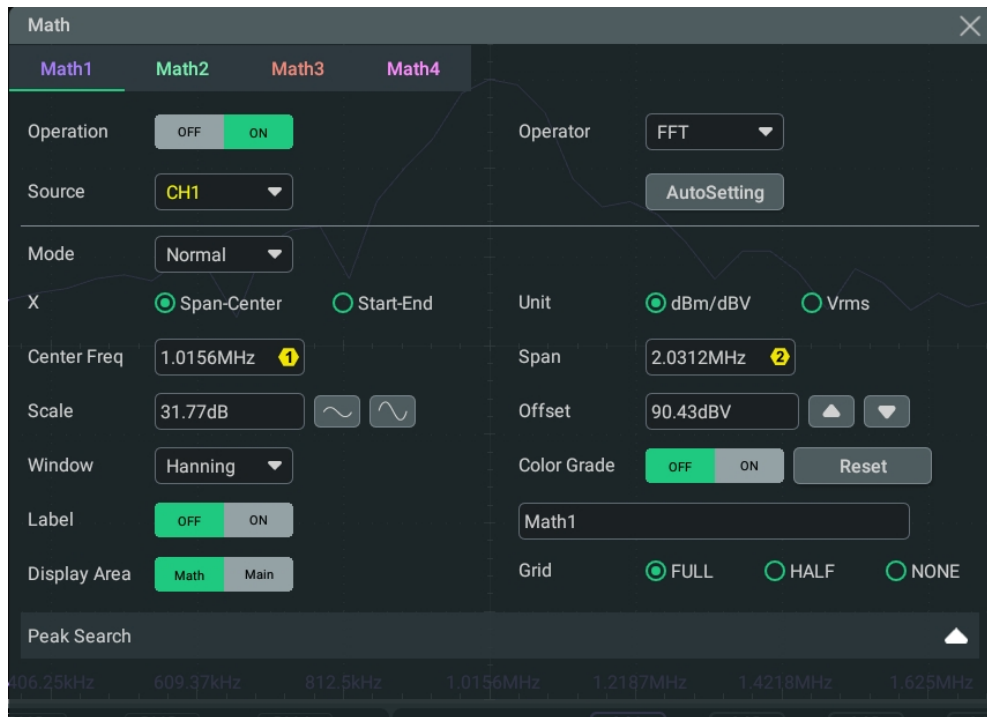 Math
Math1 Math2 Math3 Math4
Operation OFF ON Operator FFT
Source CH1 AutoSetting
Mode Normal
X Span-Center Start-End Unit dBm/dBV Vrms
Center Freq 1.0156MHz 1 Span 2.0312MHz 2
Scale 31.77dB Offset 90.43dBV
Window Hanning Color Grade OFF ON Reset
Label OFF ON Math1
Display Area Math Main Grid FULL HALF NONE
Peak Search
406.25kHz 609.37kHz 812.5kHz 1.0156MHz 1.2187MHz 1.4218MHz 1.625MHz